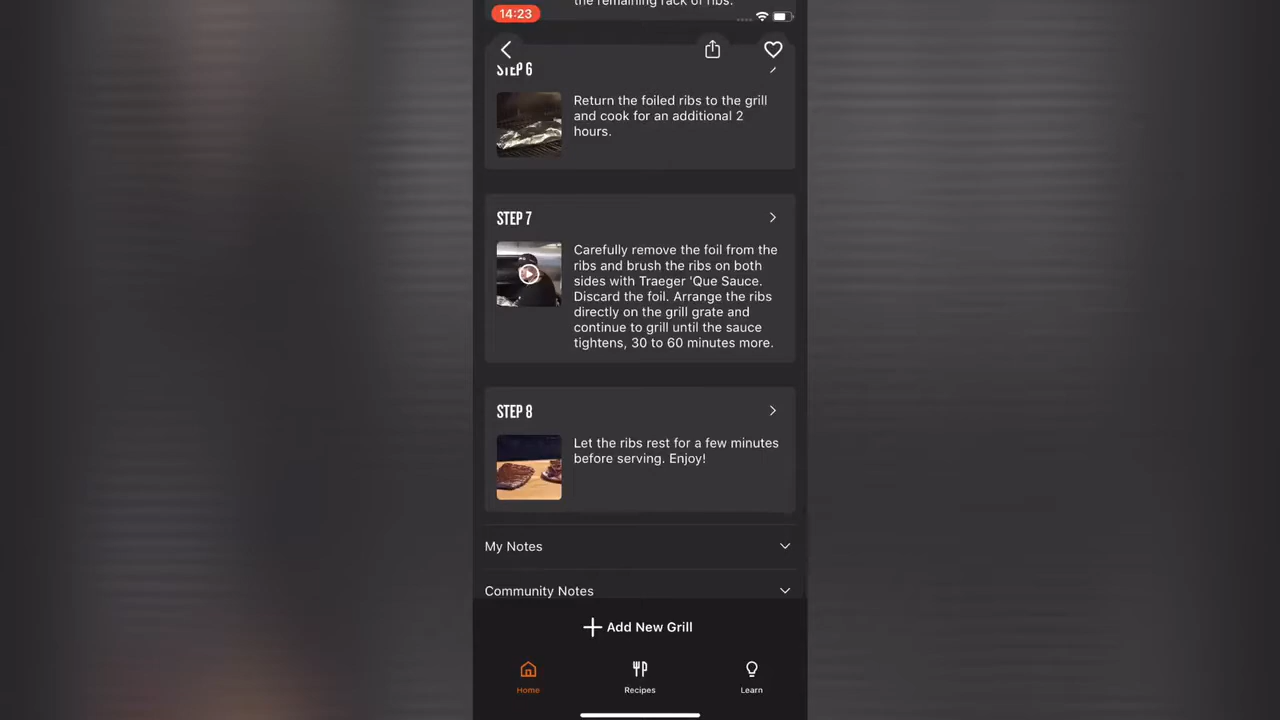 the remaining rack of ribs.
14:23
STEP 6
Return the foiled ribs to the grill
and cook for an additional 2
hours.
STEP 7
Carefully remove the foil from the
ribs and brush the ribs on both
sides with Traeger 'Que Sauce.
Discard the foil. Arrange the ribs
directly on the grill grate and
continue to grill until the sauce
tightens, 30 to 60 minutes more.
STEP 8
Let the ribs rest for a few minutes
before serving. Enjoy!
My Notes
Community Notes
Add New Grill
Home
Recipes
Learn